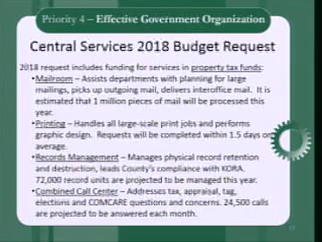 Priority 4 – Effective Government Organization
Central Services 2018 Budget Request
2018 request includes funding for services in property tax funds:
•Mailroom – Assists departments with planning for large
mailings, picks up outgoing mail, delivers interoffice mail. It is
estimated that 1 million pieces of mail will be processed this
year.
•Printing – Handles all large-scale print jobs and performs
graphic design. Requests will be completed within 1.5 days on
average.
•Records Management – Manages physical record retention
and destruction, leads County's compliance with KORA.
72,000 record units are projected to be managed this year.
•Combined Call Center – Addresses tax, appraisal, tag,
elections and COMCARE questions and concerns. 24,500 calls
are projected to be answered each month.